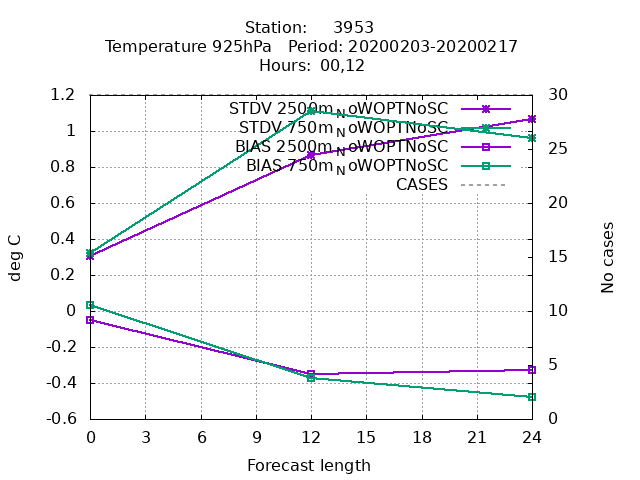 Station: 3953
Temperature 925hPa Period: 20200203-20200217
Hours: 00,12
STDV 2500m_NoWOPTNoSC
STDV 750m_NoWOPTNoSC
BIAS 2500m_NoWOPTNoSC
BIAS 750m_NoWOPTNoSC
CASES
deg C
1.2
1
0.8
0.6
0.4
0.2
0
-0.2
-0.4
-0.6
30
25
20
15
10
5
0
No cases
0 3 6 9 12 15 18 21 24
Forecast length